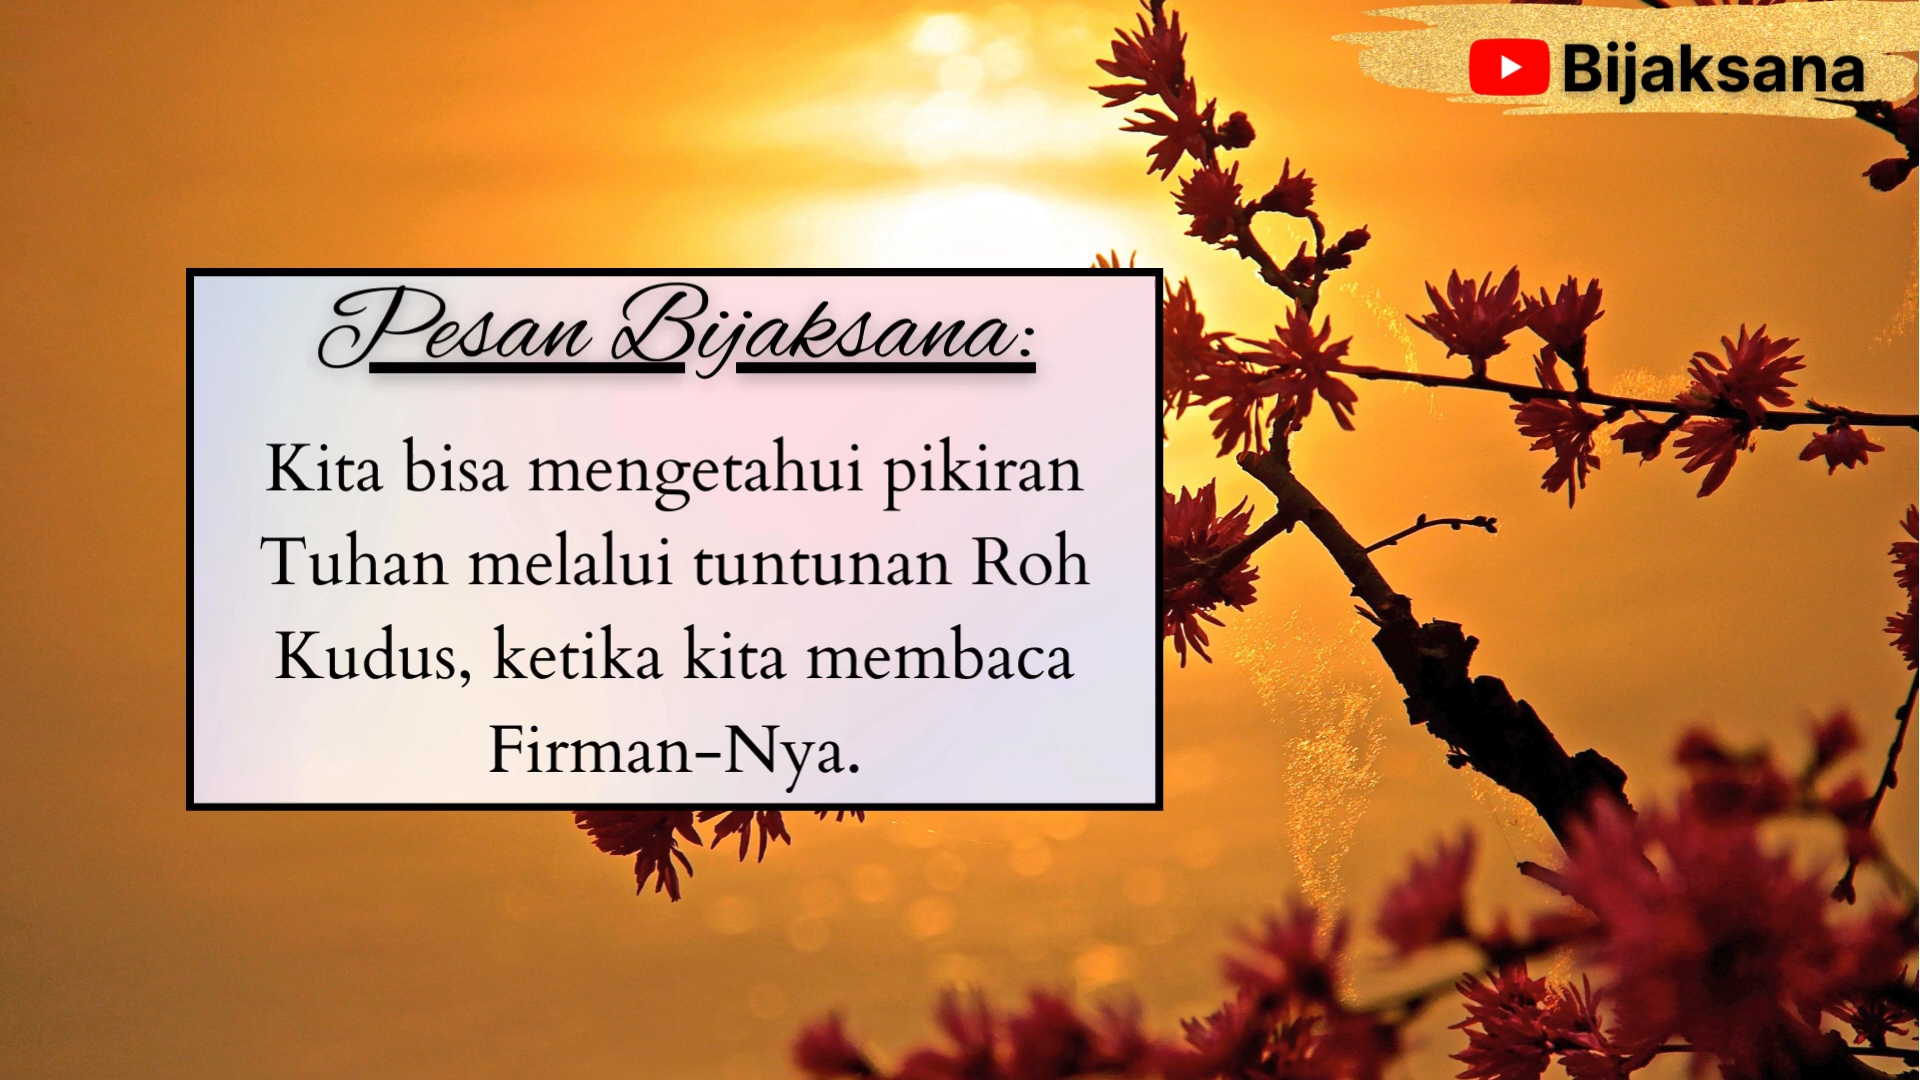 Bijaksana
Pesan Bijaksana:
Kita bisa mengetahui pikiran
Tuhan melalui tuntunan Roh
Kudus, ketika kita membaca
Firman-Nya.